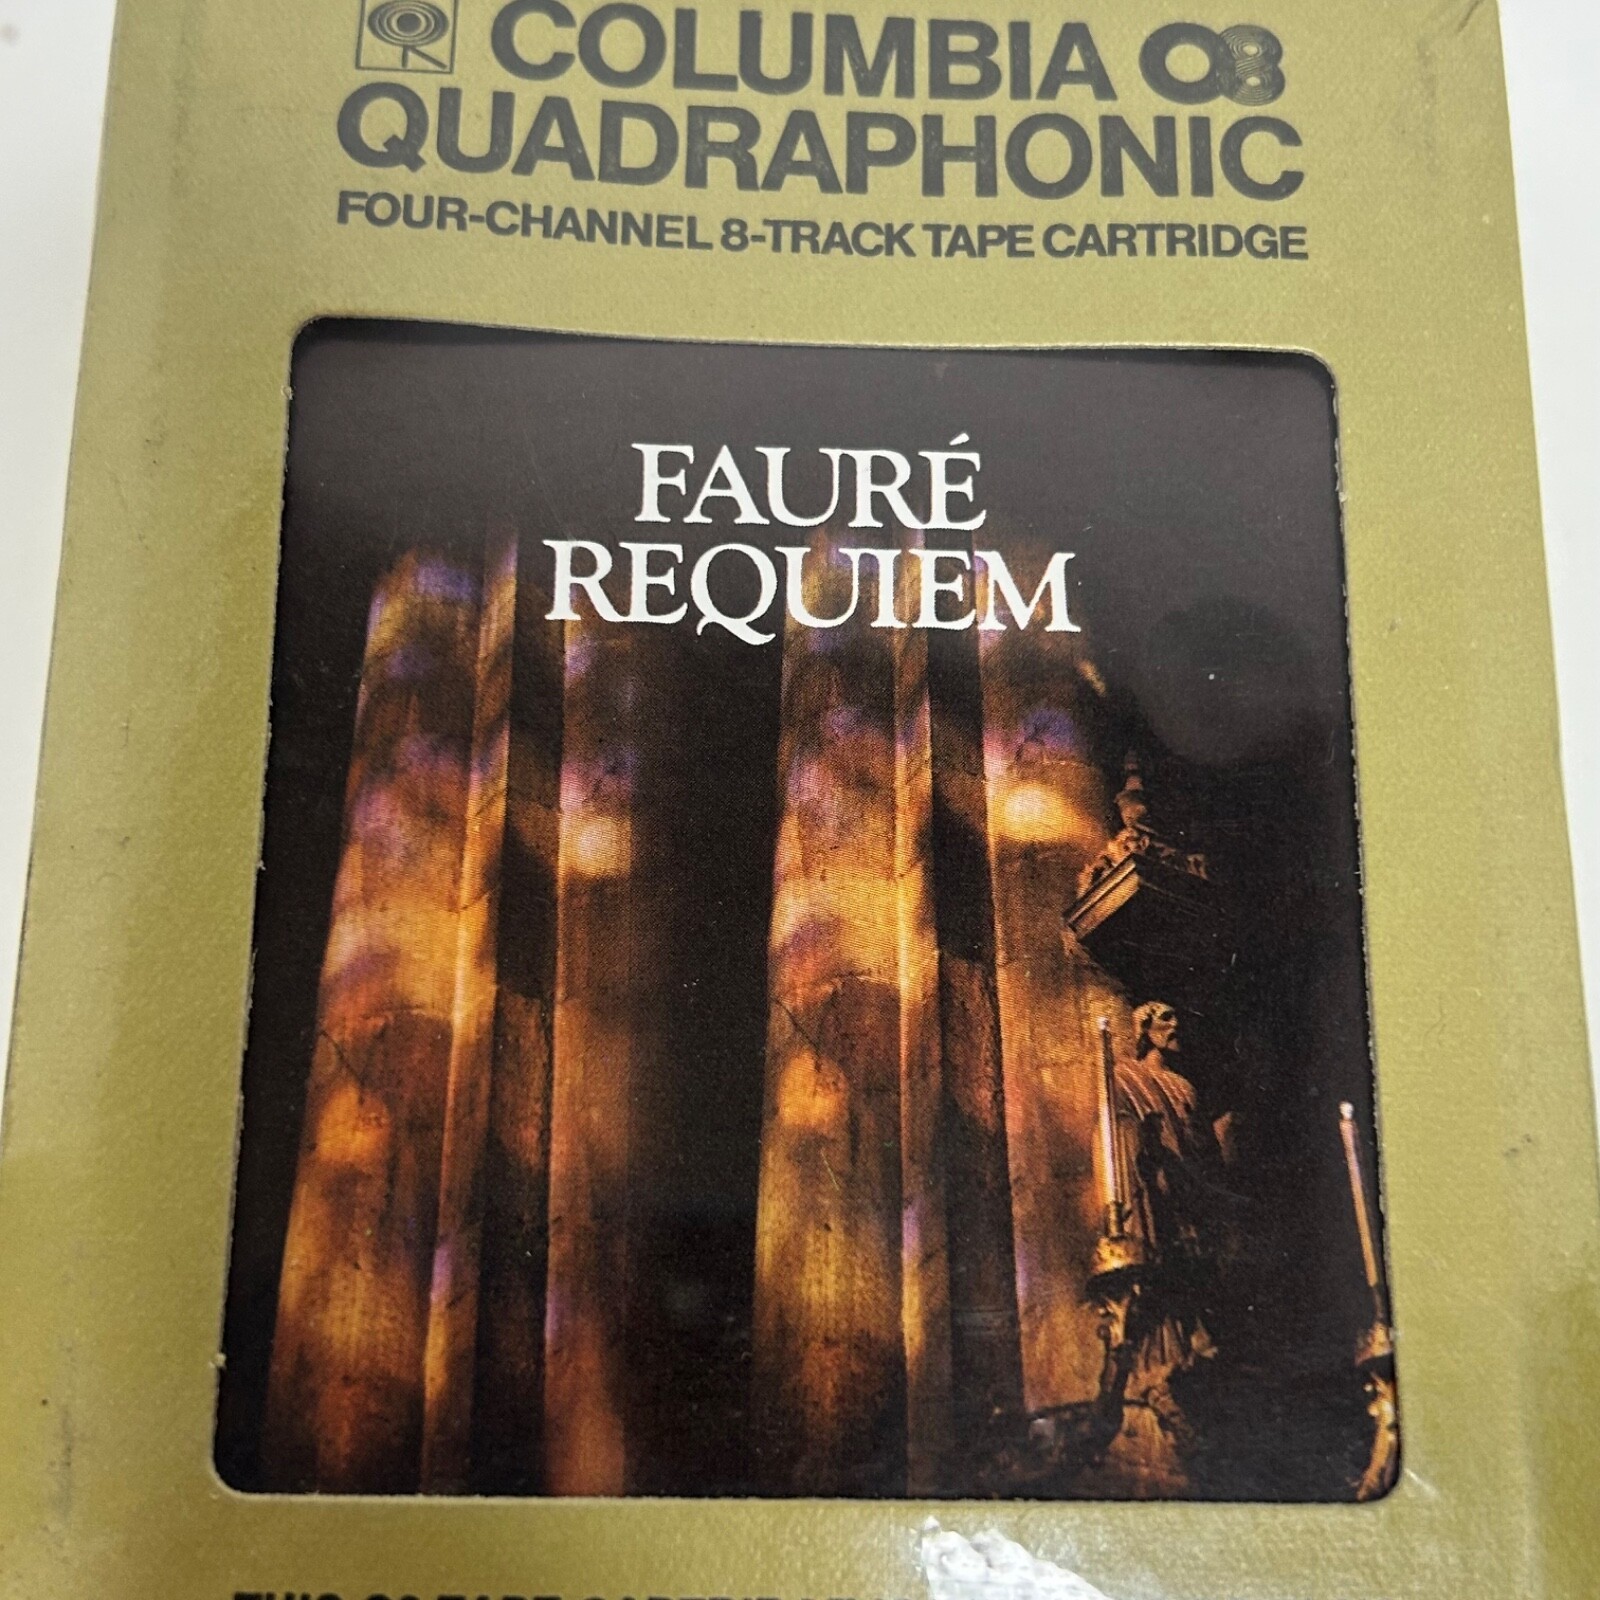 COLUMBIA Q8
QUADRAPHONIC
FOUR-CHANNEL 8-TRACK TAPE CARTRIDGE
FAURÉ
REQUIEM